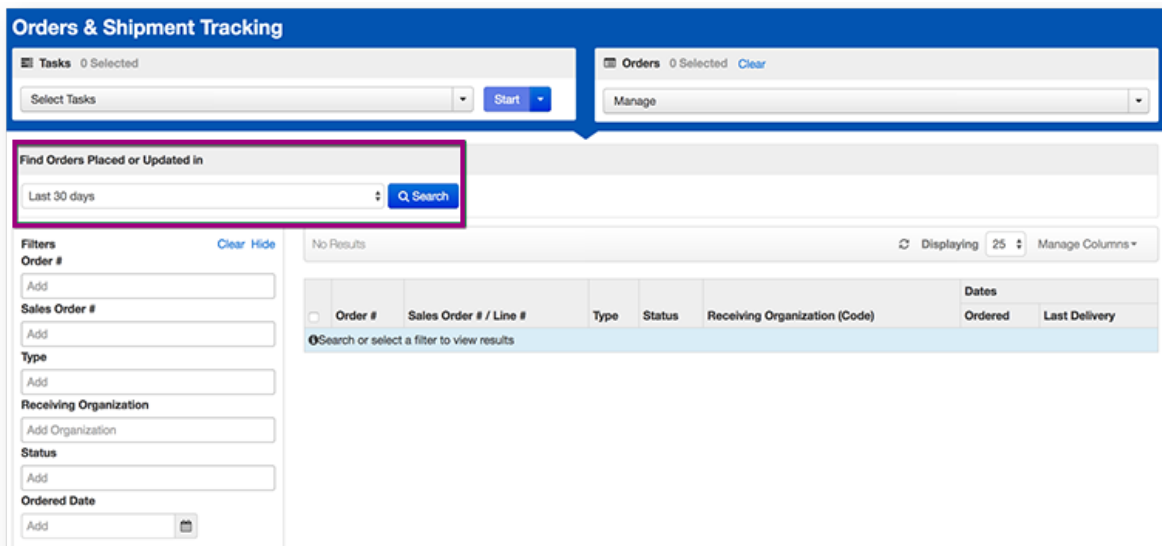 Orders & Shipment Tracking
Tasks 0 Selected
Select Tasks
Start
Orders 0 Selected Clear
Manage
Find Orders Placed or Updated in
Last 30 days
Search
Filters Clear Hide
Order #
Add
Sales Order #
Add
Type
Add
Receiving Organization
Add Organization
Status
Add
Ordered Date
Add
No Results
Displaying 25 Manage Columns
Dates
Order # Sales Order # / Line # Type Status Receiving Organization (Code) Ordered Last Delivery
Search or select a filter to view results